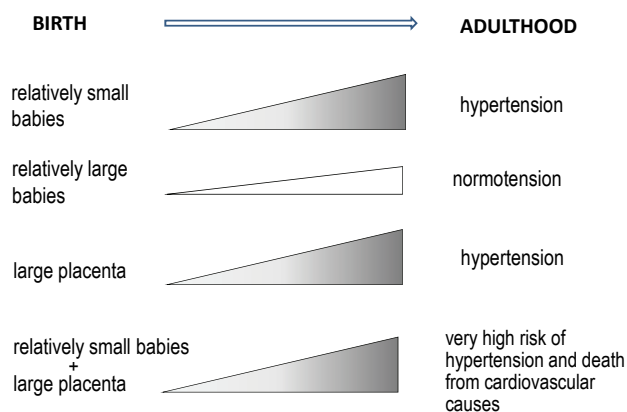 BIRTH
ADULTHOOD
relatively small
babies
hypertension
relatively large
babies
normotension
large placenta
hypertension
relatively small babies
+
large placenta
very high risk of
hypertension and death
from cardiovascular
causes